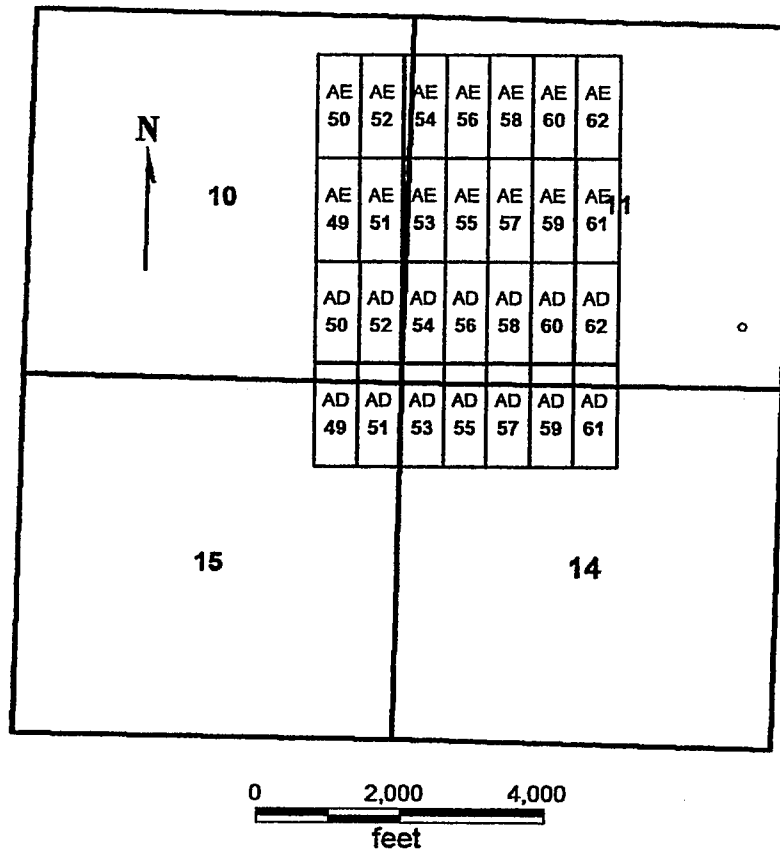 AE AE AE AE AE AE AE
50 52 54 56 58 60 62
N
10
AE AE AE AE AE AE AE
49 51 53 55 57 59 61
11
AD AD AD AD AD AD AD
50 52 54 56 58 60 62
AD AD AD AD AD AD AD
49 51 53 55 57 59 61
15
14
0 2,000 4,000
feet